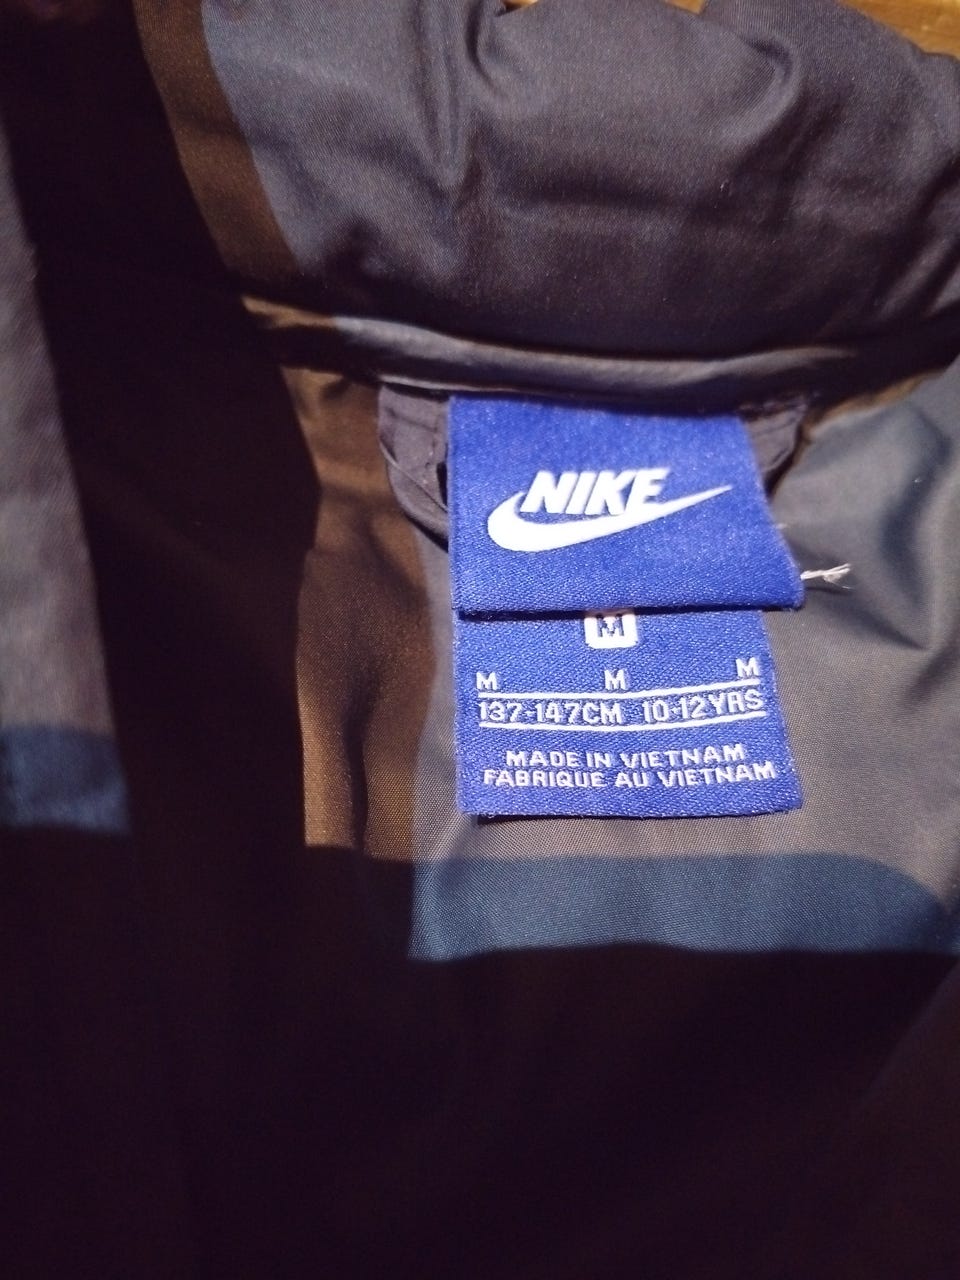 NIKE
M
M M M
137-147CM 10-12YRS
MADE IN VIETNAM
FABRIQUE AU VIETNAM